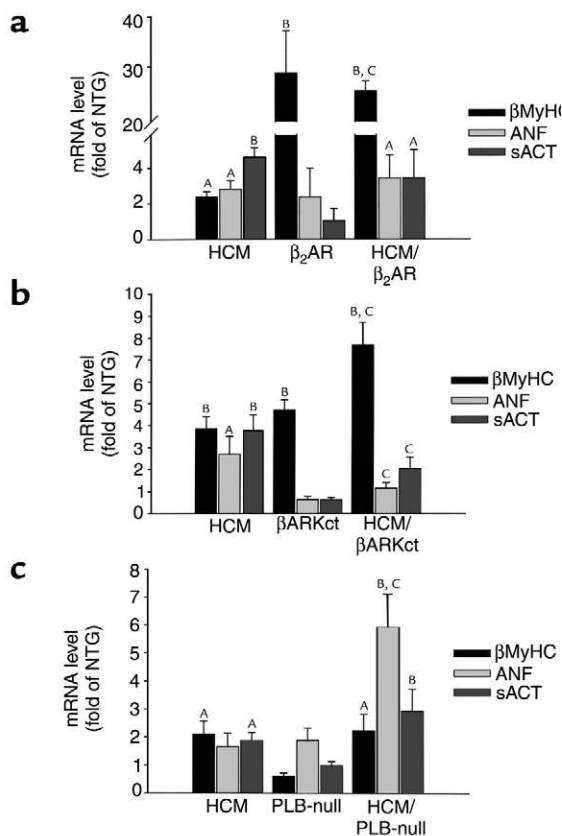 a
mRNA level
(fold of NTG)
40
30
20
4
2
0
A
A
B
B
B, C
A
A
HCM
β₂AR
HCM/
β₂AR
βMyHC
ANF
sACT
b
mRNA level
(fold of NTG)
10
9
8
7
6
5
4
3
2
1
0
B
A
B
B
B, C
C
C
HCM
βARKct
HCM/
βARKct
βMyHC
ANF
sACT
c
mRNA level
(fold of NTG)
8
7
6
5
4
3
2
1
0
A
A
A
B, C
B
HCM
PLB-null
HCM/
PLB-null
βMyHC
ANF
sACT